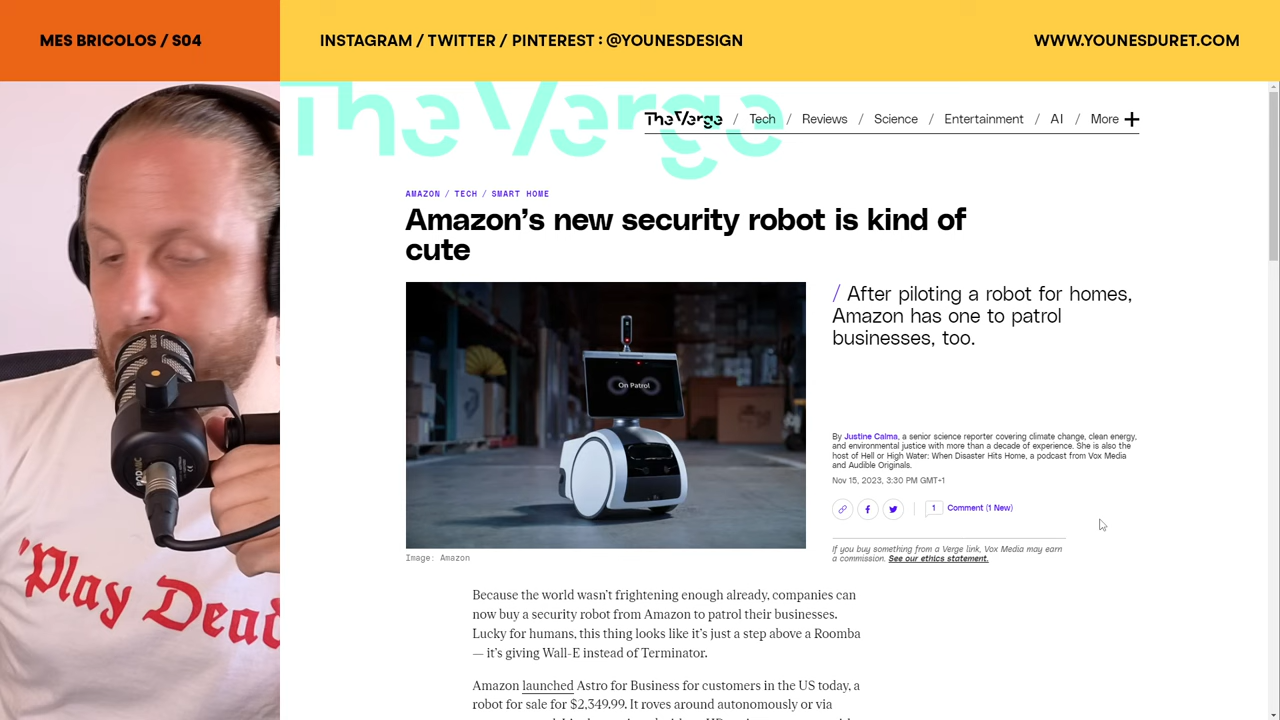 MES BRICOLOS / S04
INSTAGRAM / TWITTER / PINTEREST : @YOUNESDESIGN
WWW.YOUNESDURET.COM
The Verge
The Verge / Tech / Reviews / Science / Entertainment / AI / More +
AMAZON / TECH / SMART HOME
Amazon's new security robot is kind of
cute
On Patrol
/ After piloting a robot for homes,
Amazon has one to patrol
businesses, too.
By Justine Calma, a senior science reporter covering climate change, clean energy,
and environmental justice with more than a decade of experience. She is also the
host of Hell or High Water: When Disaster Hits Home, a podcast from Vox Media
and Audible Originals.
Nov 15, 2023, 3:30 PM GMT+1
1 Comment (1 New)
If you buy something from a Verge link, Vox Media may earn
a commission. See our ethics statement.
Image: Amazon
Because the world wasn't frightening enough already, companies can
now buy a security robot from Amazon to patrol their businesses.
Lucky for humans, this thing looks like it's just a step above a Roomba
— it's giving Wall-E instead of Terminator.
Amazon launched Astro for Business for customers in the US today, a
robot for sale for $2,349.99. It roves around autonomously or via
"Play Dead